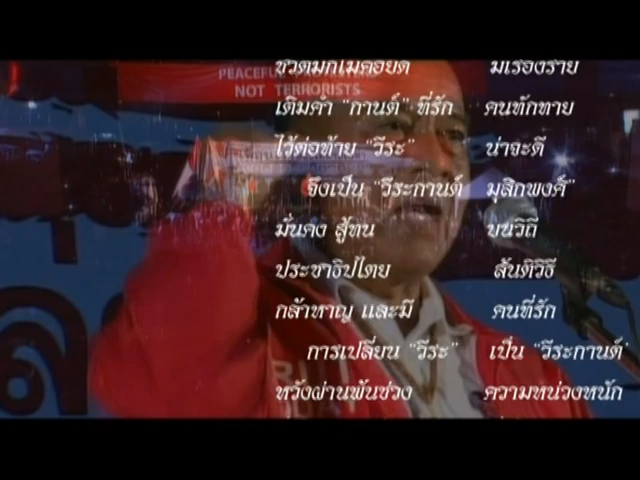 PEACEFUL PROTESTERS
NOT TERRORISTS
เติมคำ “กานต์” ที่รัก คนทักทาย
ไว้ต่อท้าย “วีระ” น่าจะดี
จึงเป็น “วีระกานต์ มุสิกพงศ์”
มั่นคง สู้ทน บนวิถี
ประชาธิปไตย สันติวิธี
กล้าหาญ และมี คนที่รัก
การเปลี่ยน “วีระ” เป็น “วีระกานต์”
หวังผ่านพ้นช่วง ความหน่วงหนัก